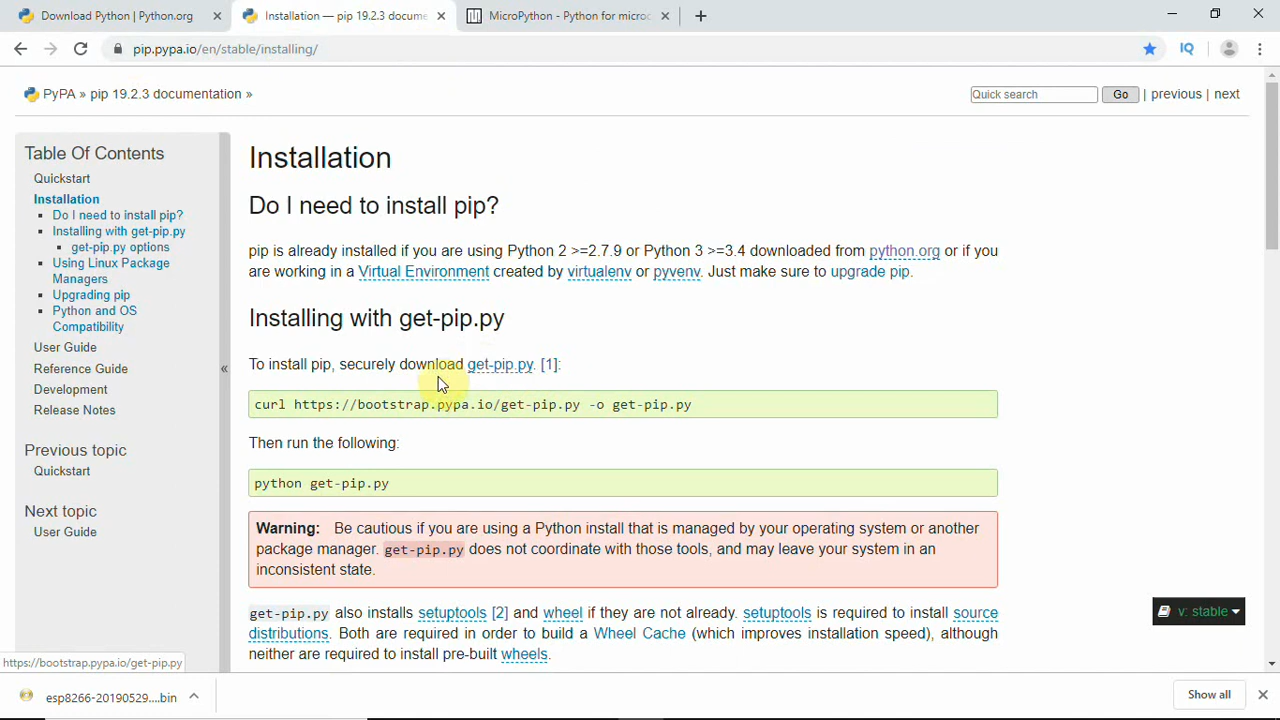 Download Python | Python.org
Installation — pip 19.2.3 docume
MicroPython - Python for microc
pip.pypa.io/en/stable/installing/
IQ
PyPA » pip 19.2.3 documentation »
Quick search
Go
| previous | next
Table Of Contents
Quickstart
Installation
Do I need to install pip?
Installing with get-pip.py
get-pip.py options
Using Linux Package
Managers
Upgrading pip
Python and OS
Compatibility
User Guide
Reference Guide
Development
Release Notes
Previous topic
Quickstart
Next topic
User Guide
«
Installation
Do I need to install pip?
pip is already installed if you are using Python 2 >=2.7.9 or Python 3 >=3.4 downloaded from python.org or if you
are working in a Virtual Environment created by virtualenv or pyvenv. Just make sure to upgrade pip.
Installing with get-pip.py
To install pip, securely download get-pip.py. [1]:
curl https://bootstrap.pypa.io/get-pip.py -o get-pip.py
Then run the following:
python get-pip.py
Warning: Be cautious if you are using a Python install that is managed by your operating system or another
package manager. get-pip.py does not coordinate with those tools, and may leave your system in an
inconsistent state.
get-pip.py also installs setuptools [2] and wheel if they are not already. setuptools is required to install source
distributions. Both are required in order to build a Wheel Cache (which improves installation speed), although
neither are required to install pre-built wheels.
v: stable
https://bootstrap.pypa.io/get-pip.py
esp8266-20190529....bin
Show all